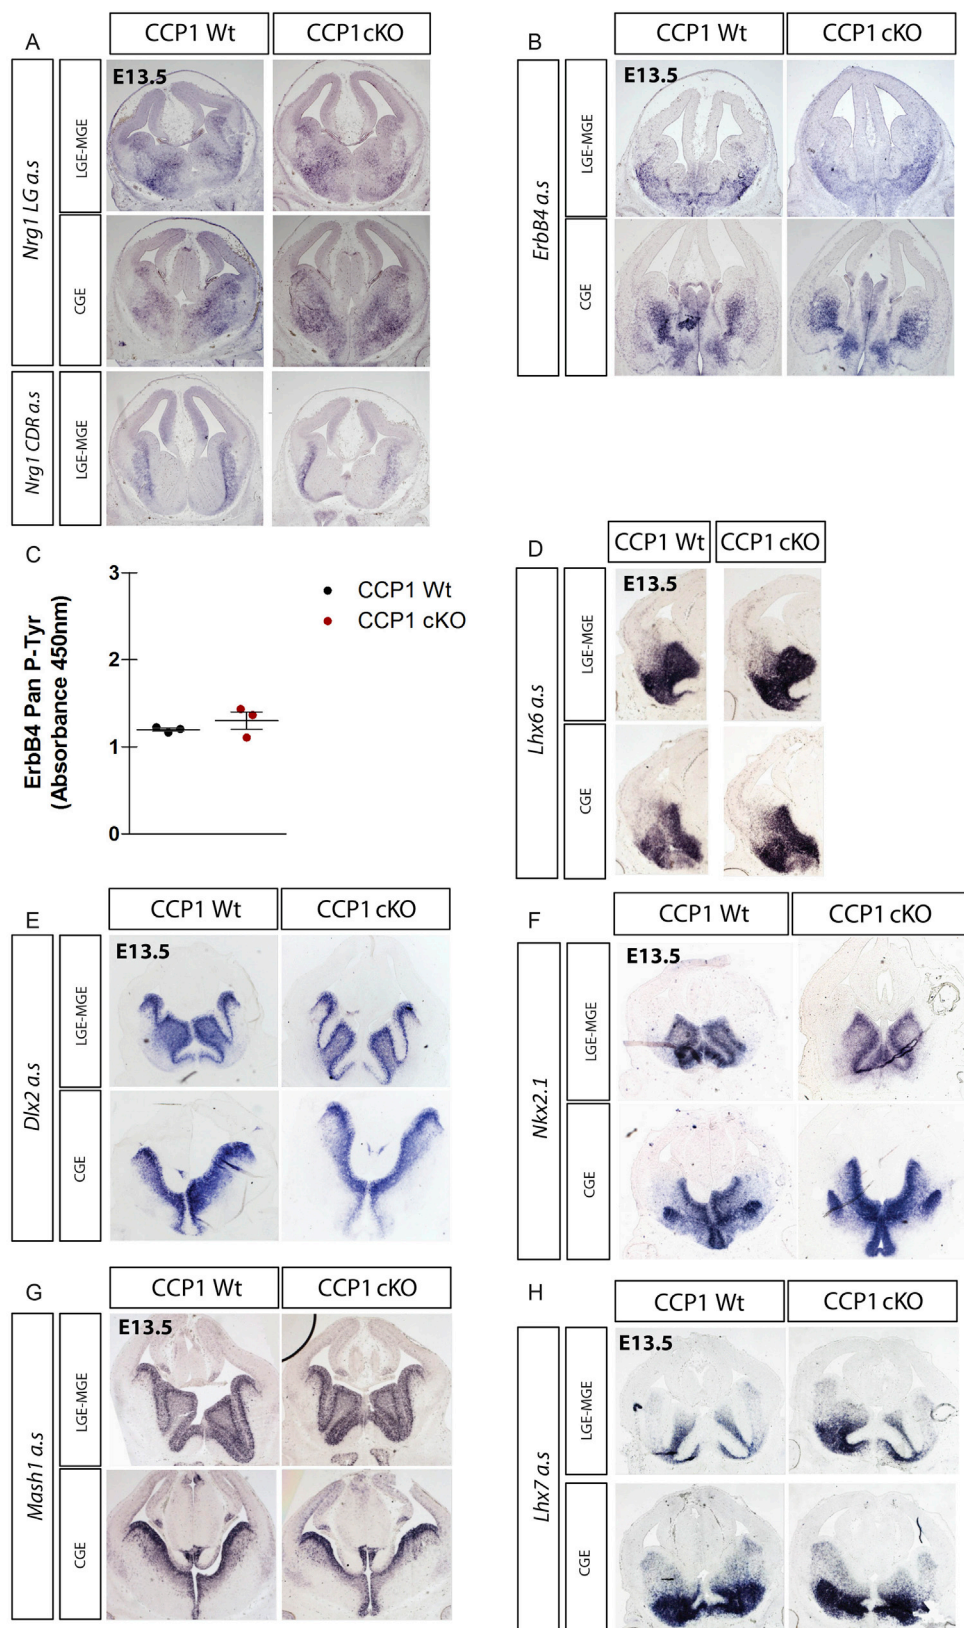 A
CCP1 Wt
CCP1 cKO
Nrg1 LG a.s
LGE-MGE
E13.5
CGE
Nrg1 CDR a.s
LGE-MGE
B
CCP1 Wt
CCP1 cKO
ErbB4 a.s
LGE-MGE
E13.5
CGE
C
ErbB4 Pan P-Tyr
(Absorbance 450nm)
3
2
1
0
CCP1 Wt
CCP1 cKO
D
CCP1 Wt
CCP1 cKO
Lhx6 a.s
LGE-MGE
E13.5
CGE
E
CCP1 Wt
CCP1 cKO
Dlx2 a.s
LGE-MGE
E13.5
CGE
F
CCP1 Wt
CCP1 cKO
Nkx2.1
LGE-MGE
E13.5
CGE
G
CCP1 Wt
CCP1 cKO
Mash1 a.s
LGE-MGE
E13.5
CGE
H
CCP1 Wt
CCP1 cKO
Lhx7 a.s
LGE-MGE
E13.5
CGE